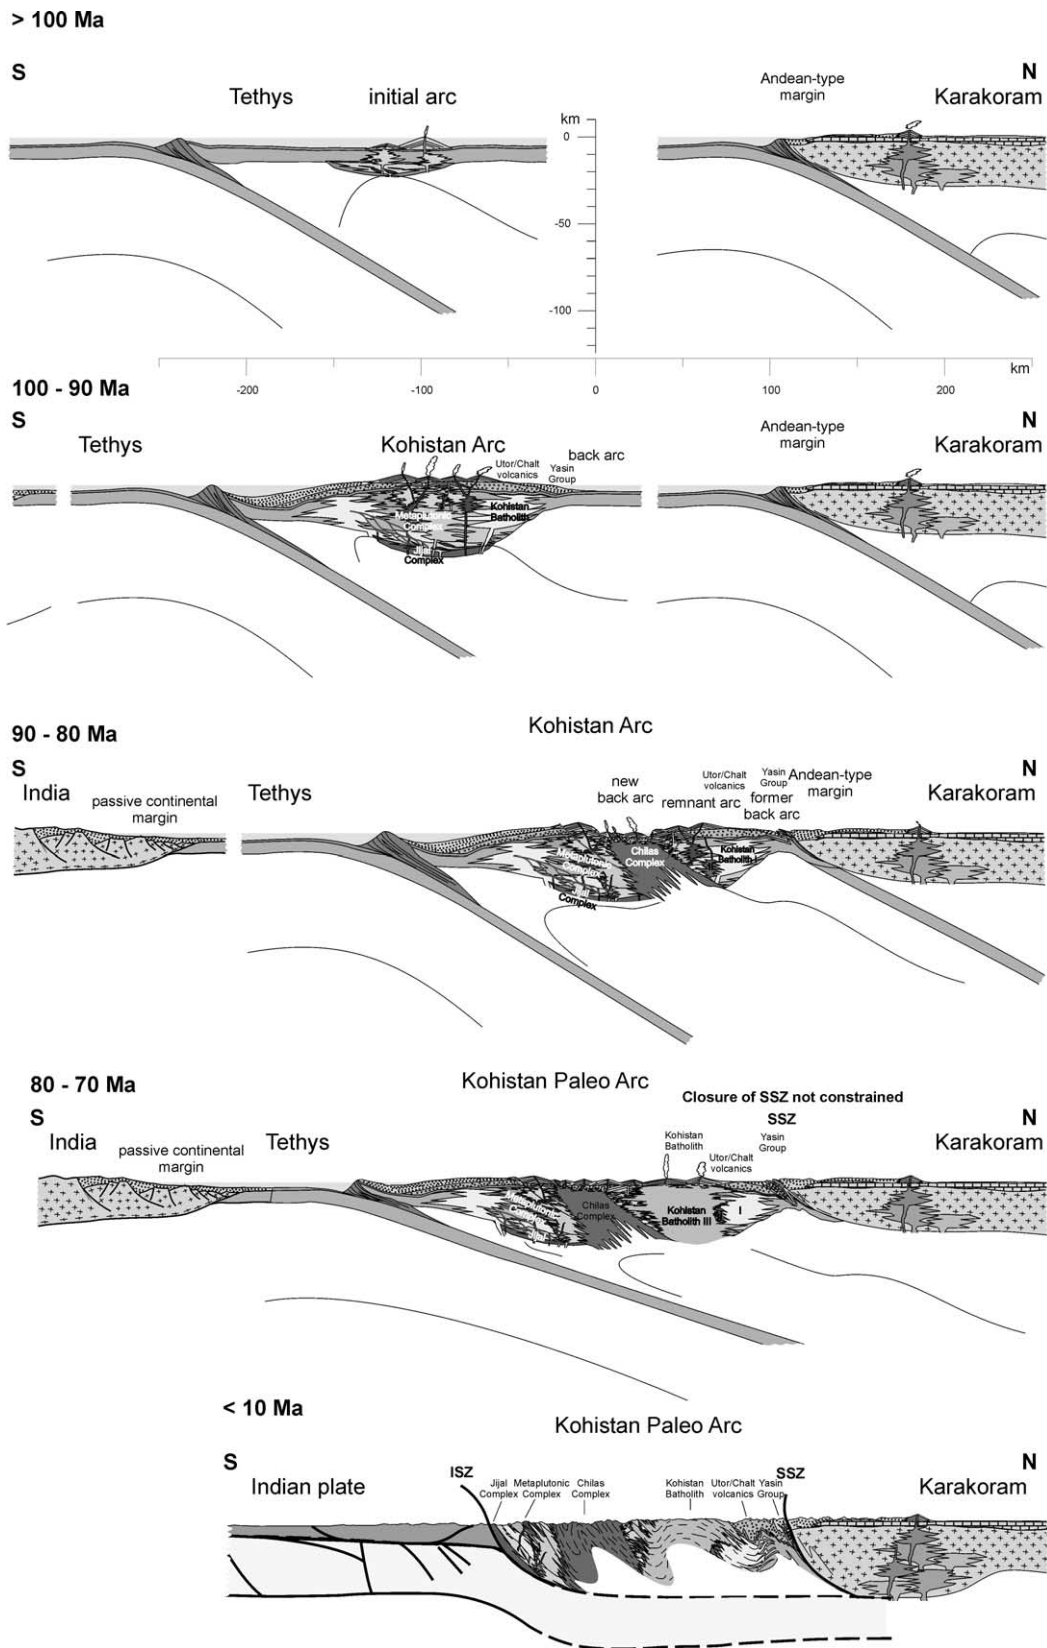 > 100 Ma
S
N
Tethys
initial arc
Andean-type
margin
Karakoram
km
0
-50
-100
km
-200
-100
0
100
200
100 - 90 Ma
S
N
Tethys
Kohistan Arc
Utor/Chalt
volcanics
Yasin
Group
back arc
Andean-type
margin
Karakoram
Metaplutonic
Complex
Kohistan
Batholith
Jijal
Complex
Kohistan Arc
90 - 80 Ma
S
N
India
passive continental
margin
Tethys
new
back arc
Utor/Chalt
volcanics
remnant arc
Yasin
Group
former
back arc
Andean-type
margin
Karakoram
Metaplutonic
Complex
Chilas
Complex
Kohistan
Batholith I
Jijal
Complex
80 - 70 Ma
Kohistan Paleo Arc
Closure of SSZ not constrained
S
SSZ
N
India
passive continental
margin
Tethys
Kohistan
Batholith
Utor/Chalt
volcanics
Yasin
Group
Karakoram
Metaplutonic
Complex
Jijal
Chilas
Complex
Kohistan
Batholith III
I
< 10 Ma
Kohistan Paleo Arc
S
N
Indian plate
ISZ
Jijal
Complex
Metaplutonic
Complex
Chilas
Complex
Kohistan
Batholith
Utor/Chalt
volcanics
Yasin
Group
SSZ
Karakoram